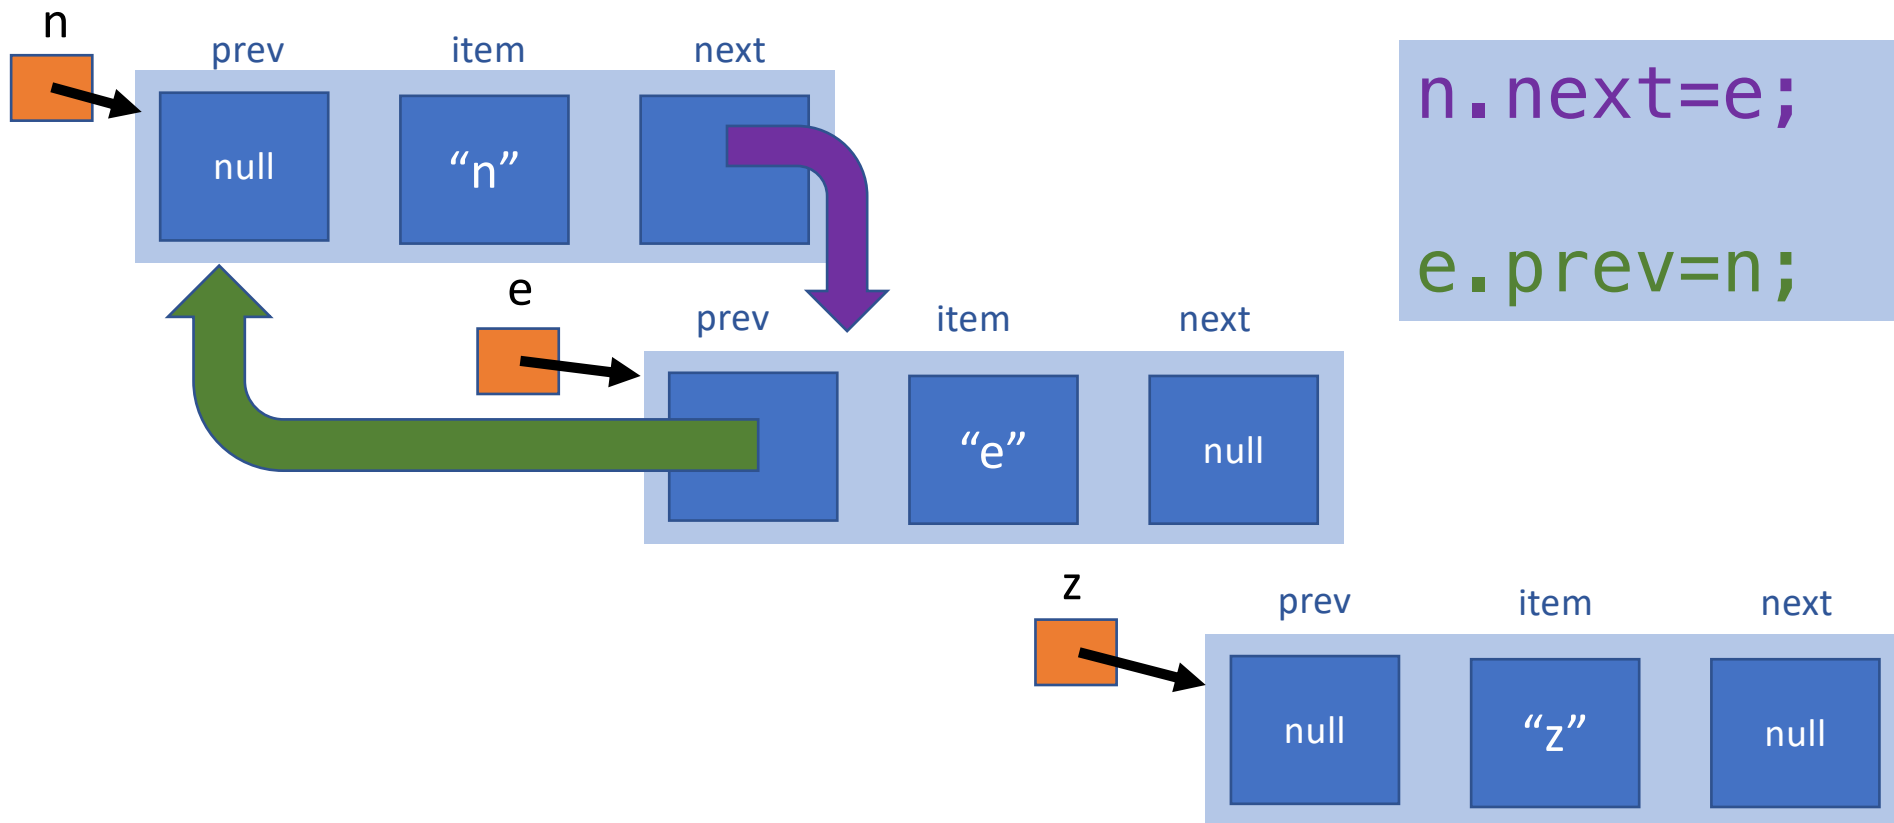 n
prev item next
null “n”
n.next=e;
e.prev=n;
e
prev item next
“e” null
z
prev item next
null “z” null